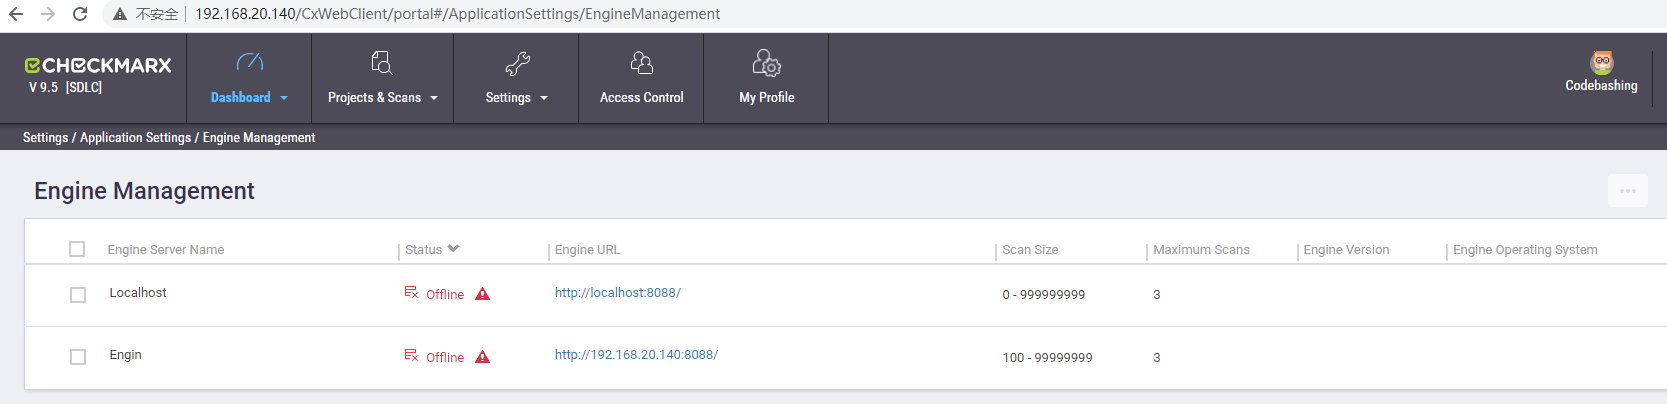 不安全 192.168.20.140/CxWebClient/portal#/ApplicationSettings/EngineManagement
CHECKMARX
V 9.5 [SDLC]
Dashboard
Projects & Scans
Settings
Access Control
My Profile
Codebashing
Settings / Application Settings / Engine Management
Engine Management
Engine Server Name Status Engine URL Scan Size Maximum Scans Engine Version Engine Operating System
Localhost Offline http://localhost:8088/ 0 - 999999999 3
Engin Offline http://192.168.20.140:8088/ 100 - 99999999 3